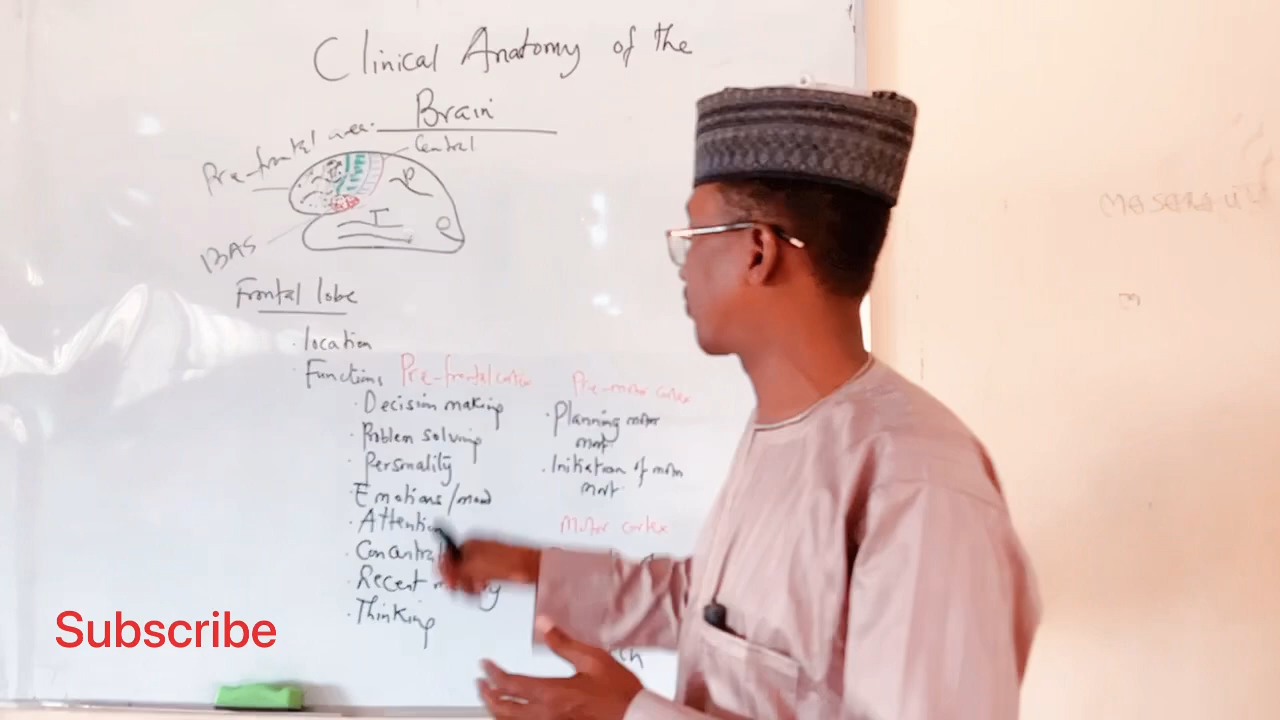 Clinical Anatomy of the
Brain
Pre-frontal area.
Central
P
T
O
BAS
Frontal lobe
· location
· Functions
Pre-frontal cortex
· Decision making
· Problem solving
· Personality
· Emotions/mood
· Attention
· Concentra
· Recent
· Thinking
Pre-motor cortex
· Planning motor
mvt.
· Initiation of motor
mvt.
Motor cortex
Subscribe